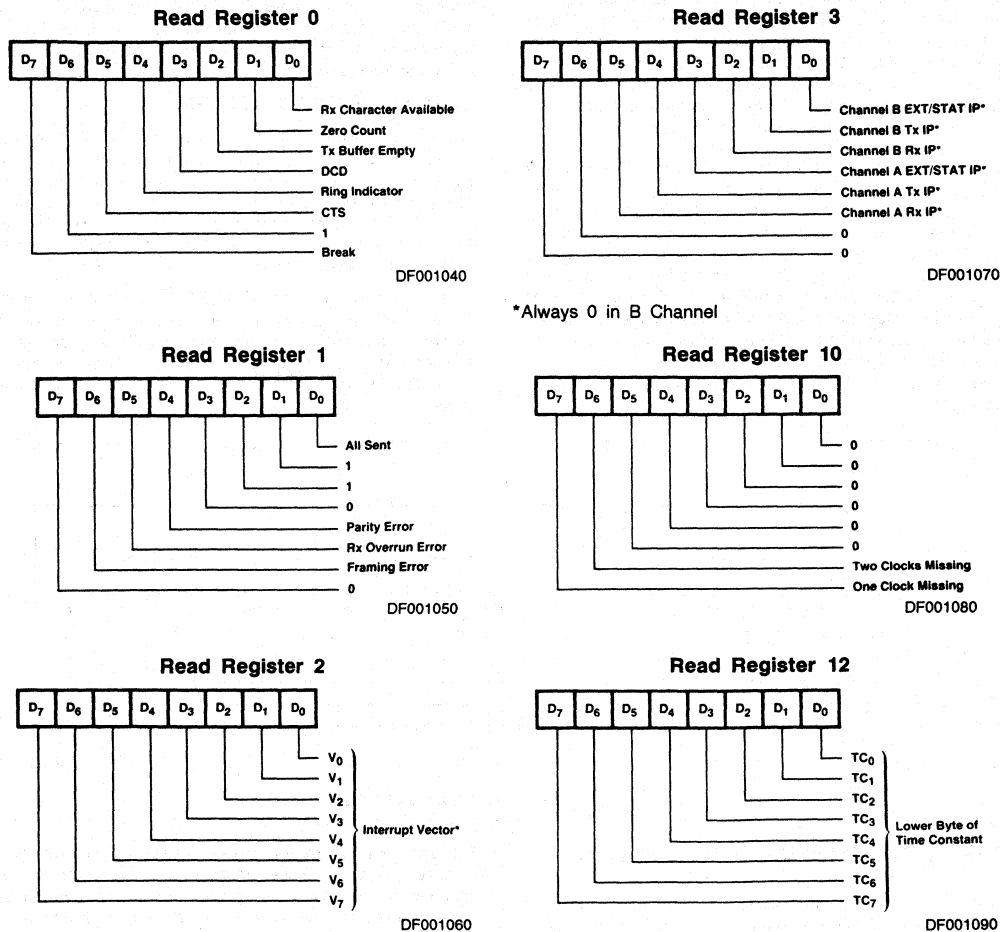 Read Register 0
D7 D6 D5 D4 D3 D2 D1 D0
Rx Character Available
Zero Count
Tx Buffer Empty
DCD
Ring Indicator
CTS
1
Break
DF001040
Read Register 3
D7 D6 D5 D4 D3 D2 D1 D0
Channel B EXT/STAT IP*
Channel B Tx IP*
Channel B Rx IP*
Channel A EXT/STAT IP*
Channel A Tx IP*
Channel A Rx IP*
0
0
DF001070
*Always 0 in B Channel
Read Register 1
D7 D6 D5 D4 D3 D2 D1 D0
All Sent
1
1
0
Parity Error
Rx Overrun Error
Framing Error
0
DF001050
Read Register 10
D7 D6 D5 D4 D3 D2 D1 D0
0
0
0
0
0
0
Two Clocks Missing
One Clock Missing
DF001080
Read Register 2
D7 D6 D5 D4 D3 D2 D1 D0
V0
V1
V2
V3
V4
V5
V6
V7
Interrupt Vector*
DF001060
Read Register 12
D7 D6 D5 D4 D3 D2 D1 D0
TC0
TC1
TC2
TC3
TC4
TC5
TC6
TC7
Lower Byte of
Time Constant
DF001090